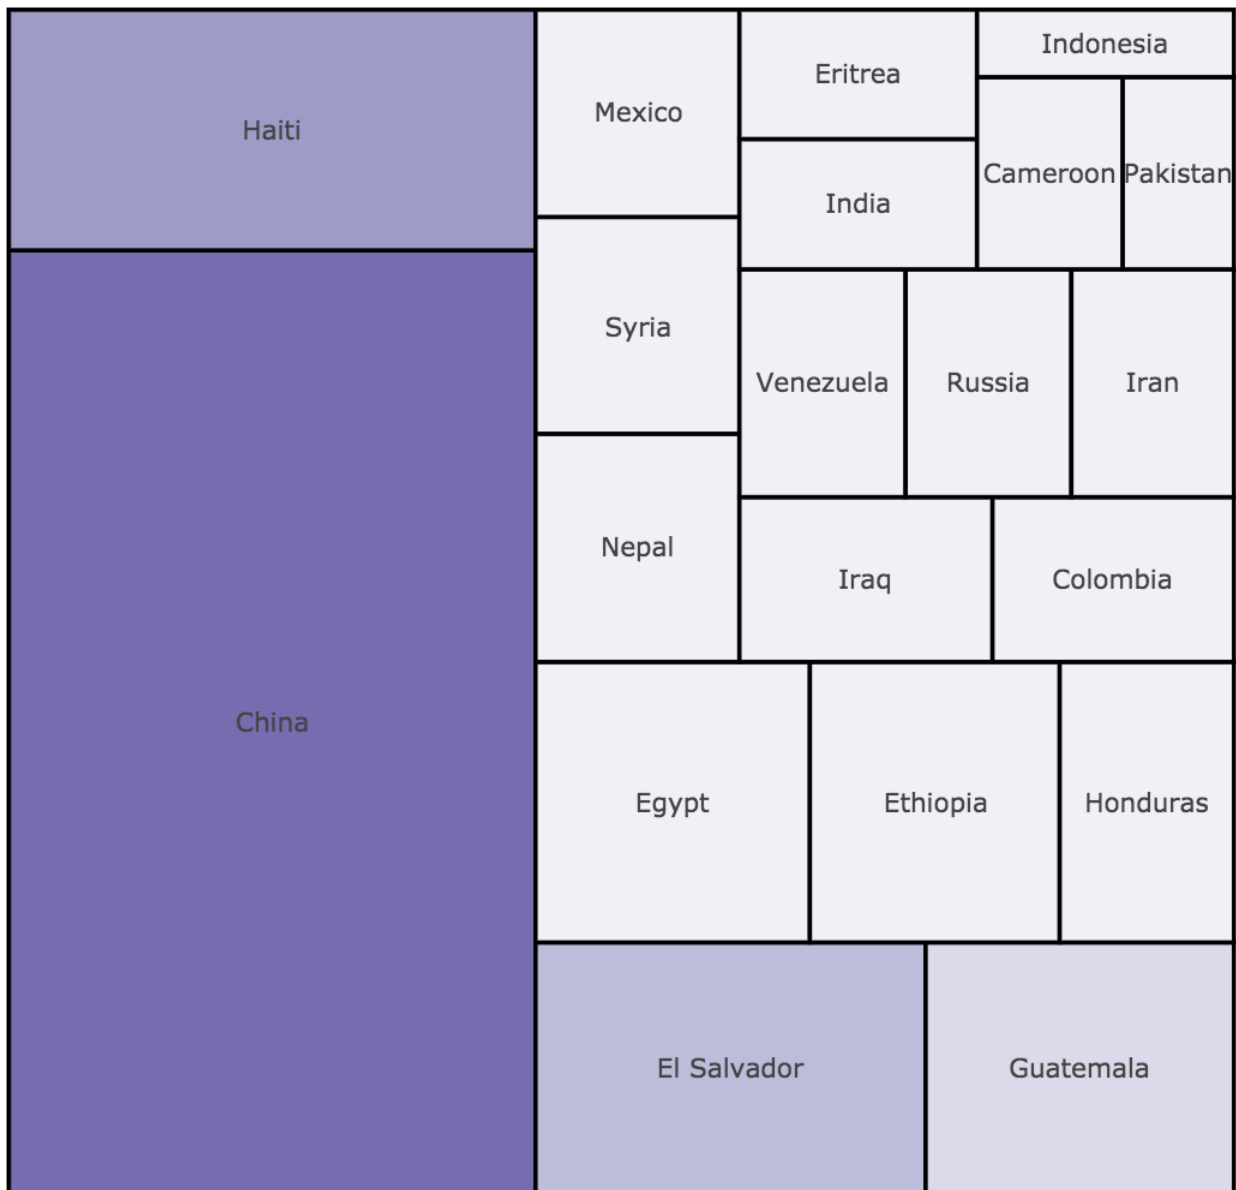 Haiti
China
Mexico
Syria
Nepal
Eritrea
India
Indonesia
Cameroon
Pakistan
Venezuela
Russia
Iran
Iraq
Colombia
Egypt
Ethiopia
Honduras
El Salvador
Guatemala